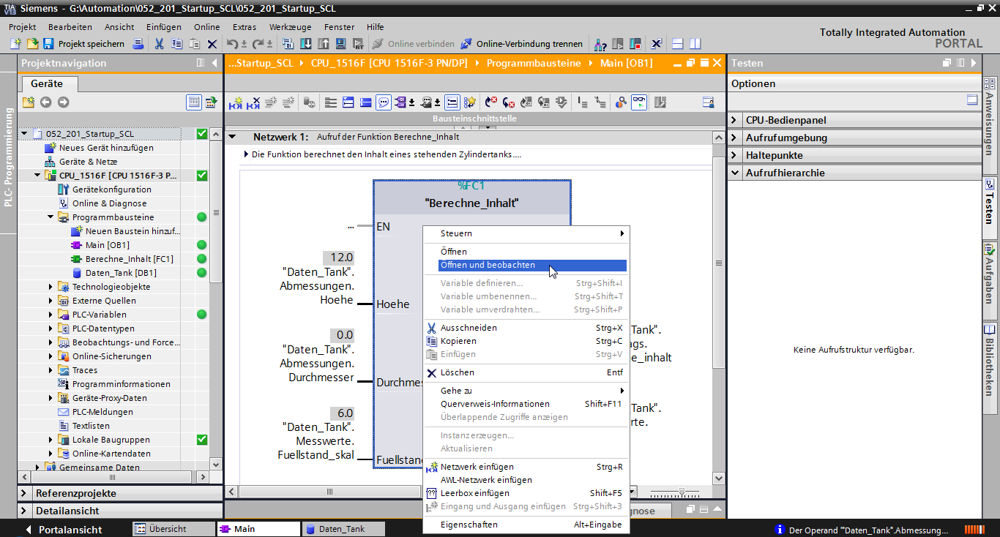 TIA
V13
Siemens - G:\Automation\052_201_Startup_SCL\052_201_Startup_SCL
Projekt Bearbeiten Ansicht Einfügen Online Extras Werkzeuge Fenster Hilfe
Projekt speichern
Online verbinden
Online-Verbindung trennen
Totally Integrated Automation
PORTAL
Projektnavigation
Geräte
PLC- Programmierung
052_201_Startup_SCL
Neues Gerät hinzufügen
Geräte & Netze
CPU_1516F [CPU 1516F-3 P...
Gerätekonfiguration
Online & Diagnose
Programmbausteine
Neuen Baustein hinzuf...
Main [OB1]
Berechne_Inhalt [FC1]
Daten_Tank [DB1]
Technologieobjekte
Externe Quellen
PLC-Variablen
PLC-Datentypen
Beobachtungs- und Force...
Online-Sicherungen
Traces
Programminformationen
Geräte-Proxy-Daten
PLC-Meldungen
Textlisten
Lokale Baugruppen
Online-Kartendaten
Gemeinsame Daten
Referenzprojekte
Detailansicht
...Startup_SCL CPU_1516F [CPU 1516F-3 PN/DP] Programmbausteine Main [OB1]
Bausteinschnittstelle
Netzwerk 1: Aufruf der Funktion Berechne_Inhalt
Die Funktion berechnet den Inhalt eines stehenden Zylindertanks....
%FC1
"Berechne_Inhalt"
... EN
12.0
"Daten_Tank".
Abmessungen.
Hoehe Hoehe
0.0
"Daten_Tank".
Abmessungen.
Durchmesser Durchmes
6.0
"Daten_Tank".
Messwerte.
Fuellstand_skal Fuellstand
Tank".
ags.
e_inhalt
Tank".
rte.
Steuern
Öffnen
Öffnen und beobachten
Variable definieren... Strg+Shift+I
Variable umbenennen... Strg+Shift+T
Variable umverdrahten... Strg+Shift+P
Ausschneiden Strg+X
Kopieren Strg+C
Einfügen Strg+V
Löschen Entf
Gehe zu
Querverweis-Informationen Shift+F11
Überlappende Zugriffe anzeigen
Instanz erzeugen...
Aktualisieren
Netzwerk einfügen Strg+R
AWL-Netzwerk einfügen
Leerbox einfügen Shift+F5
Eingang und Ausgang einfügen Strg+Shift+3
Eigenschaften Alt+Eingabe
gnose
Testen
Optionen
CPU-Bedienpanel
Aufrufumgebung
Haltepunkte
Aufrufhierarchie
Keine Aufrufstruktur verfügbar.
Anweisungen
Testen
Aufgaben
Bibliotheken
Portalansicht
Übersicht
Main
Daten_Tank
Der Operand '"Daten_Tank".Abmessung...